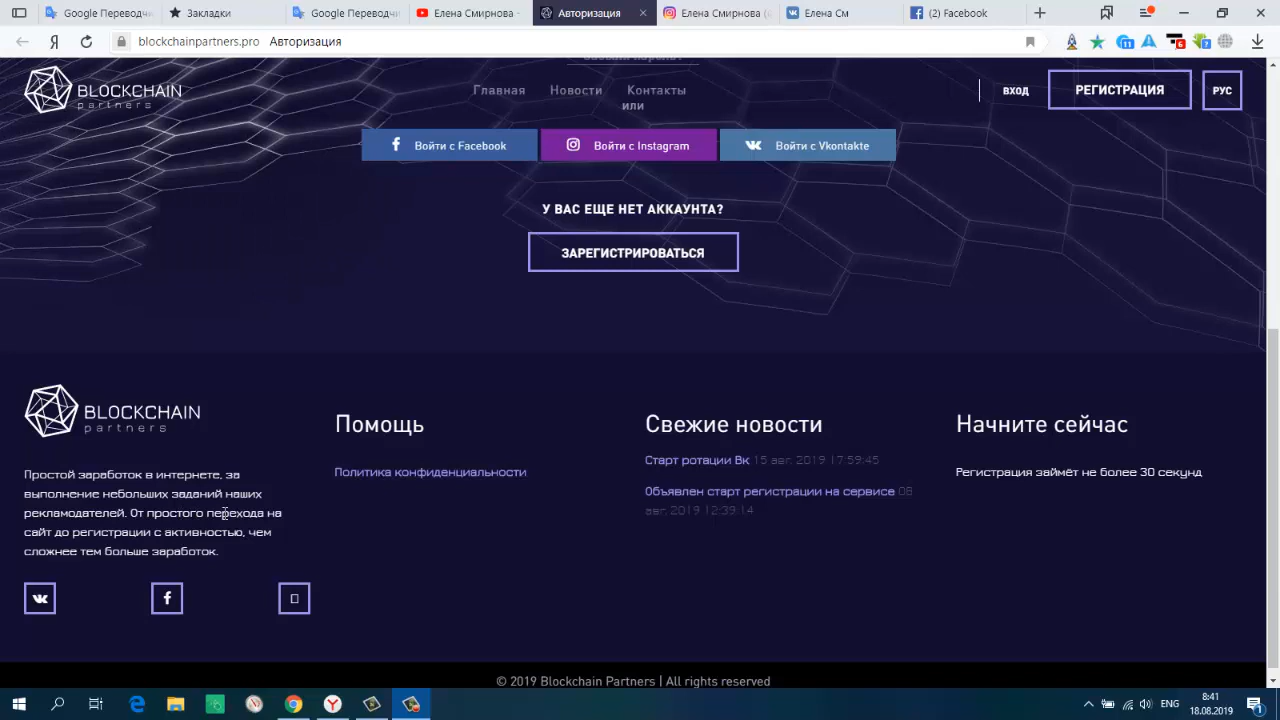 Google Переводч
Закладки
Google Переводч
Елена Смирнова -
Авторизация
Елена Смирнова (
Елена См
(2) Facebook
blockchainpartners.pro Авторизация
11
6
?
BLOCKCHAIN
partners
Главная
Новости
Контакты
ВХОД
РЕГИСТРАЦИЯ
РУС
или
Войти с Facebook
Войти с Instagram
Войти с Vkontakte
У ВАС ЕЩЕ НЕТ АККАУНТА?
ЗАРЕГИСТРИРОВАТЬСЯ
BLOCKCHAIN
partners
Простой заработок в интернете, за
выполнение небольших заданий наших
рекламодателей. От простого перехода на
сайт до регистрации с активностью, чем
сложнее тем больше заработок.
Помощь
Политика конфиденциальности
Свежие новости
Старт ротации Вк 15 авг. 2019 17:59:45
Объявлен старт регистрации на сервисе 08
авг. 2019 12:39:14
Начните сейчас
Регистрация займёт не более 30 секунд
© 2019 Blockchain Partners | All rights reserved
ENG
8:41
18.08.2019
1